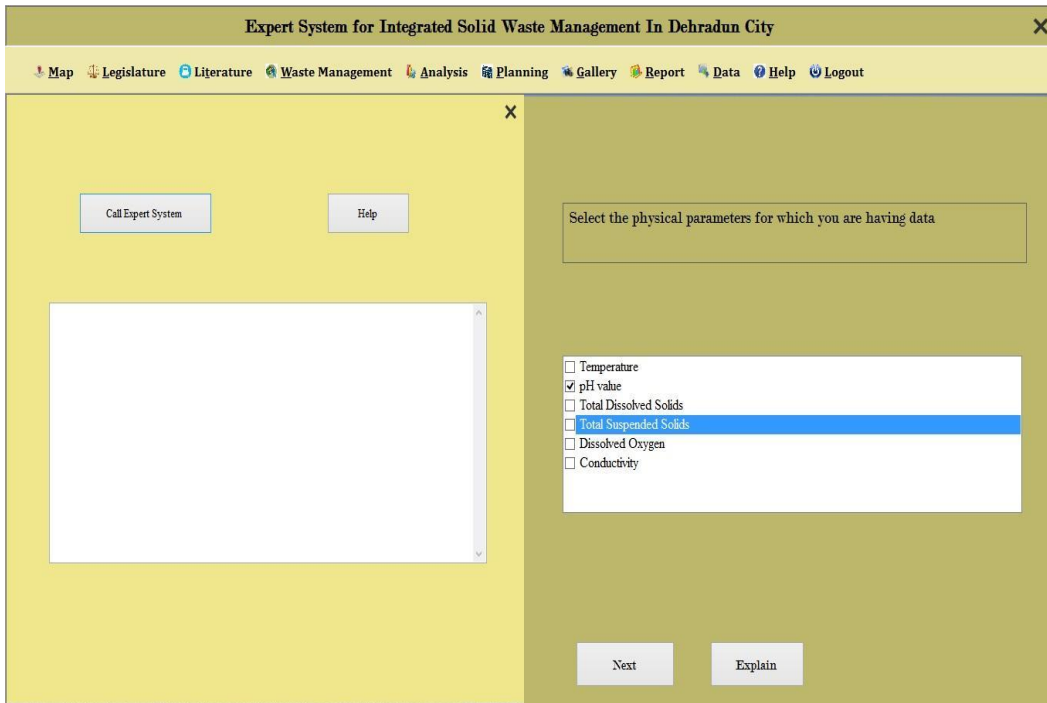 Expert System for Integrated Solid Waste Management In Dehradun City
Map Legislature Literature Waste Management Analysis Planning Gallery Report Data Help Logout
Call Expert System
Help
Select the physical parameters for which you are having data
Temperature
pH value
Total Dissolved Solids
Total Suspended Solids
Dissolved Oxygen
Conductivity
Next
Explain